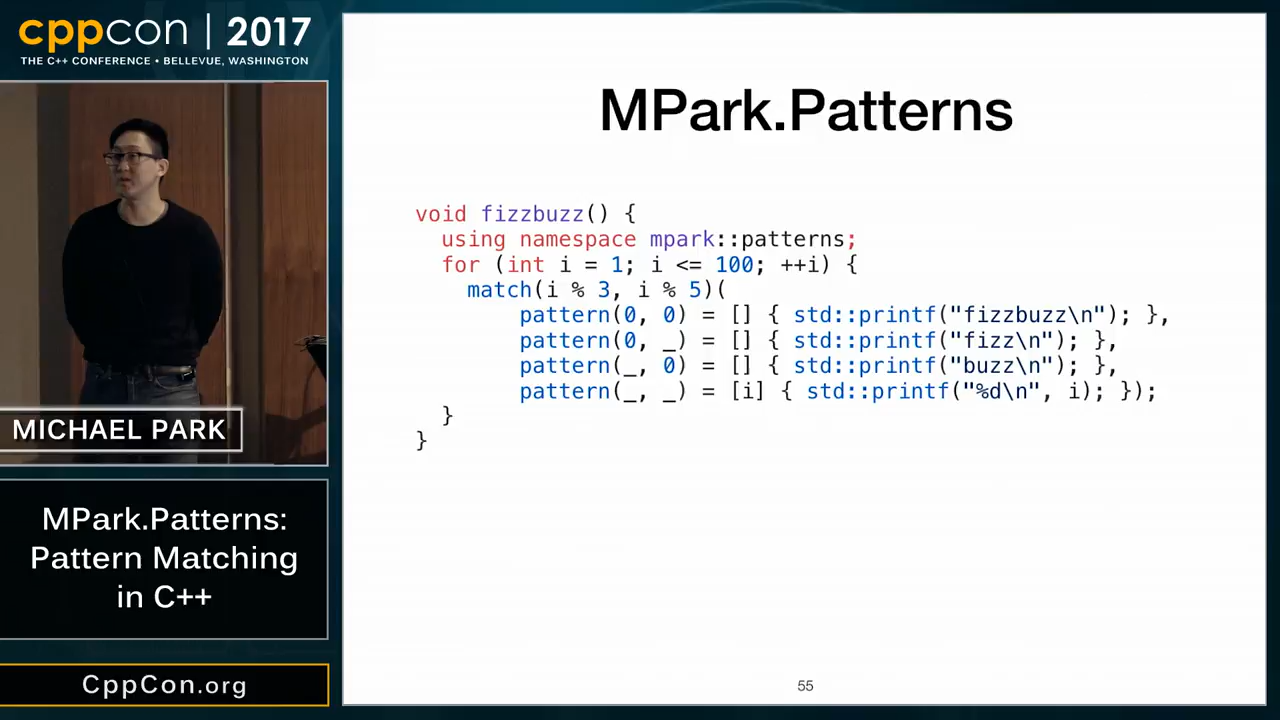 cppcon | 2017
THE C++ CONFERENCE • BELLEVUE, WASHINGTON
MICHAEL PARK
MPark.Patterns:
Pattern Matching
in C++
CppCon.org
MPark.Patterns
void fizzbuzz() {
  using namespace mpark::patterns;
  for (int i = 1; i <= 100; ++i) {
    match(i % 3, i % 5)(
        pattern(0, 0) = [] { std::printf("fizzbuzz\n"); },
        pattern(0, _) = [] { std::printf("fizz\n"); },
        pattern(_, 0) = [] { std::printf("buzz\n"); },
        pattern(_, _) = [i] { std::printf("%d\n", i); });
  }
}
55